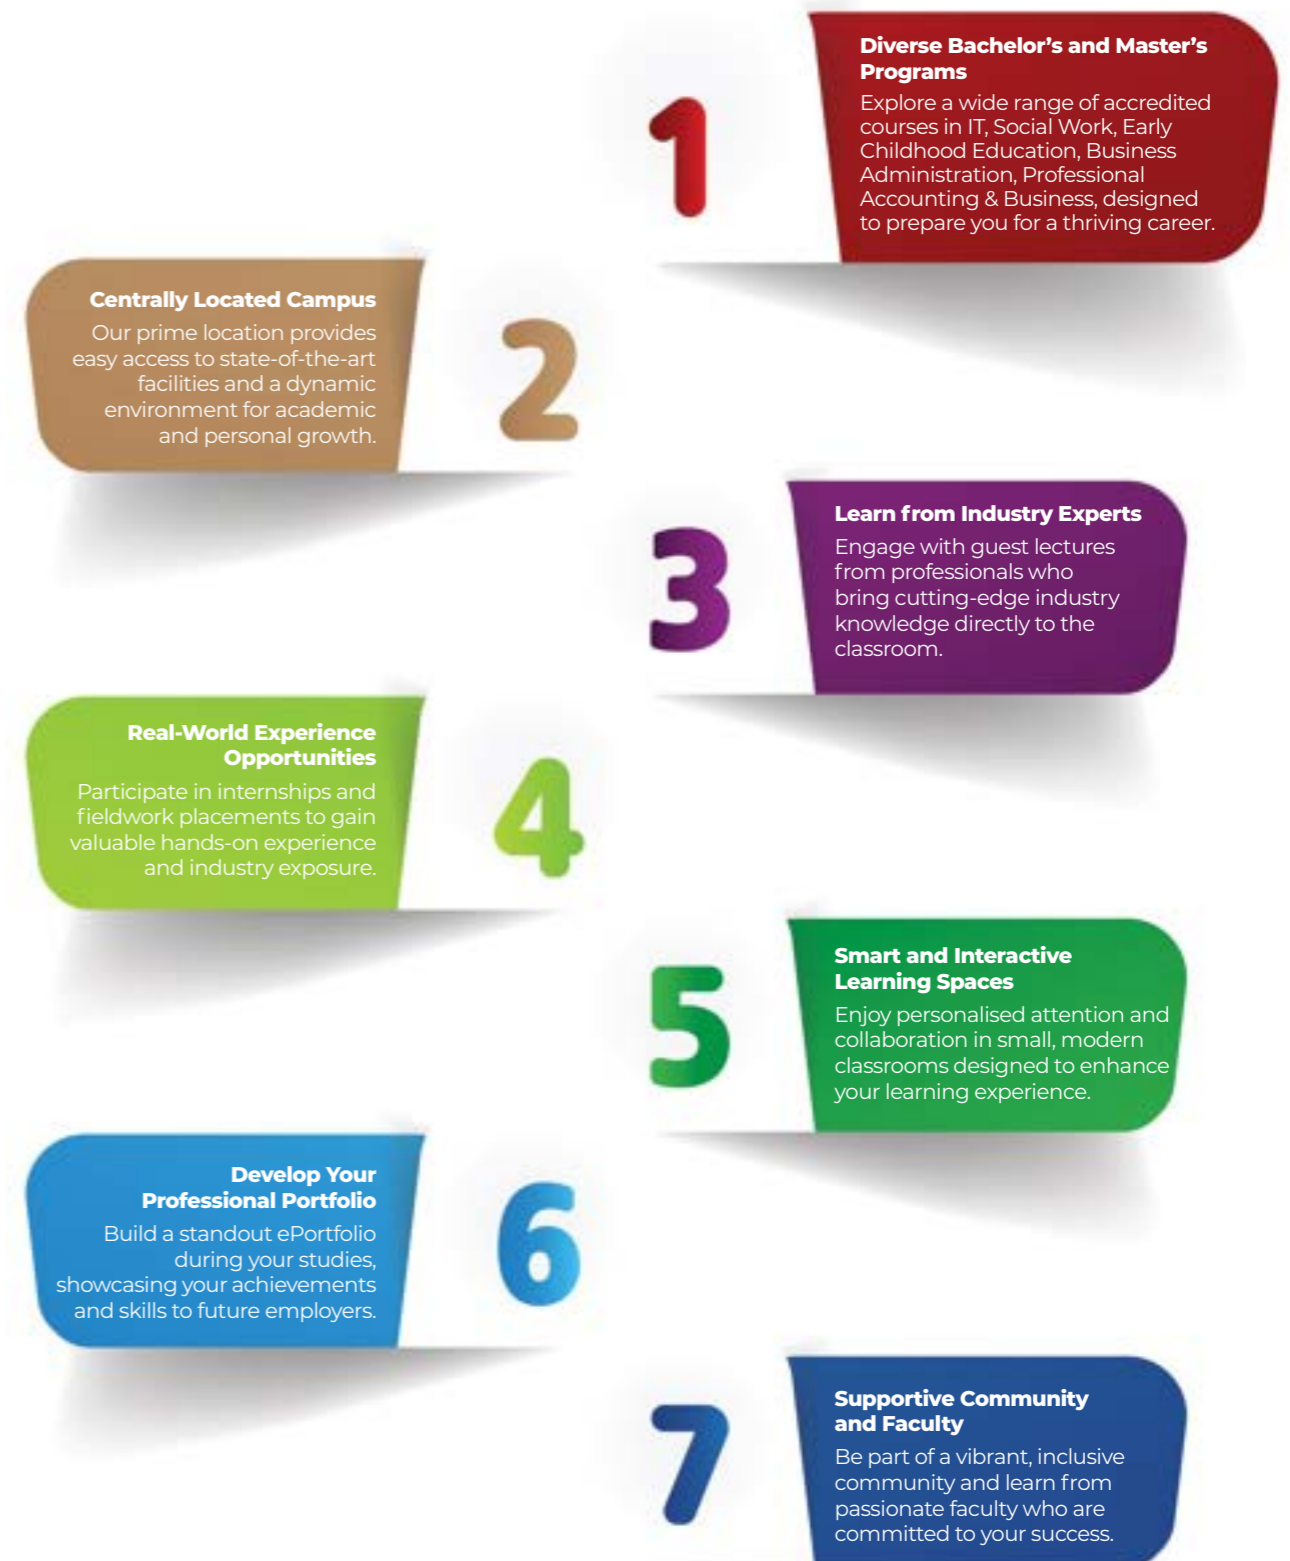 1
Diverse Bachelor's and Master's
Programs
Explore a wide range of accredited
courses in IT, Social Work, Early
Childhood Education, Business
Administration, Professional
Accounting & Business, designed
to prepare you for a thriving career.
2
Centrally Located Campus
Our prime location provides
easy access to state-of-the-art
facilities and a dynamic
environment for academic
and personal growth.
3
Learn from Industry Experts
Engage with guest lectures
from professionals who
bring cutting-edge industry
knowledge directly to the
classroom.
4
Real-World Experience
Opportunities
Participate in internships and
fieldwork placements to gain
valuable hands-on experience
and industry exposure.
5
Smart and Interactive
Learning Spaces
Enjoy personalised attention and
collaboration in small, modern
classrooms designed to enhance
your learning experience.
6
Develop Your
Professional Portfolio
Build a standout ePortfolio
during your studies,
showcasing your achievements
and skills to future employers.
7
Supportive Community
and Faculty
Be part of a vibrant, inclusive
community and learn from
passionate faculty who are
committed to your success.